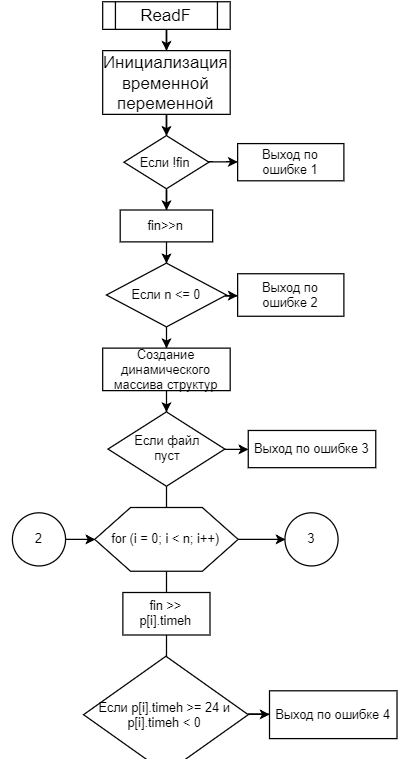 ReadF
Инициализация
временной
переменной
Если !fin
Выход по
ошибке 1
fin>>n
Если n <= 0
Выход по
ошибке 2
Создание
динамического
массива структур
Если файл
пуст
Выход по ошибке 3
2
for (i = 0; i < n; i++)
3
fin >>
p[i].timeh
Если p[i].timeh >= 24 и
p[i].timeh < 0
Выход по ошибке 4